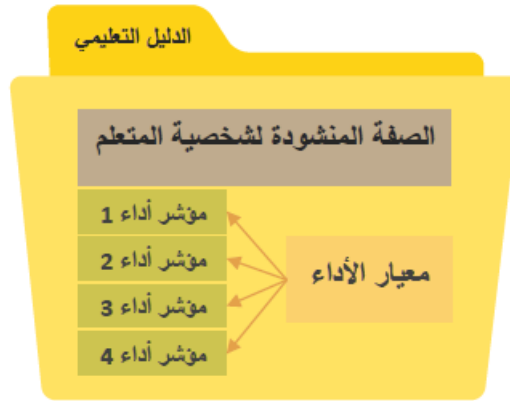 الدليل التعليمي
الصفة المنشودة لشخصية المتعلم
معيار الأداء
مؤشر أداء 1
مؤشر أداء 2
مؤشر أداء 3
مؤشر أداء 4